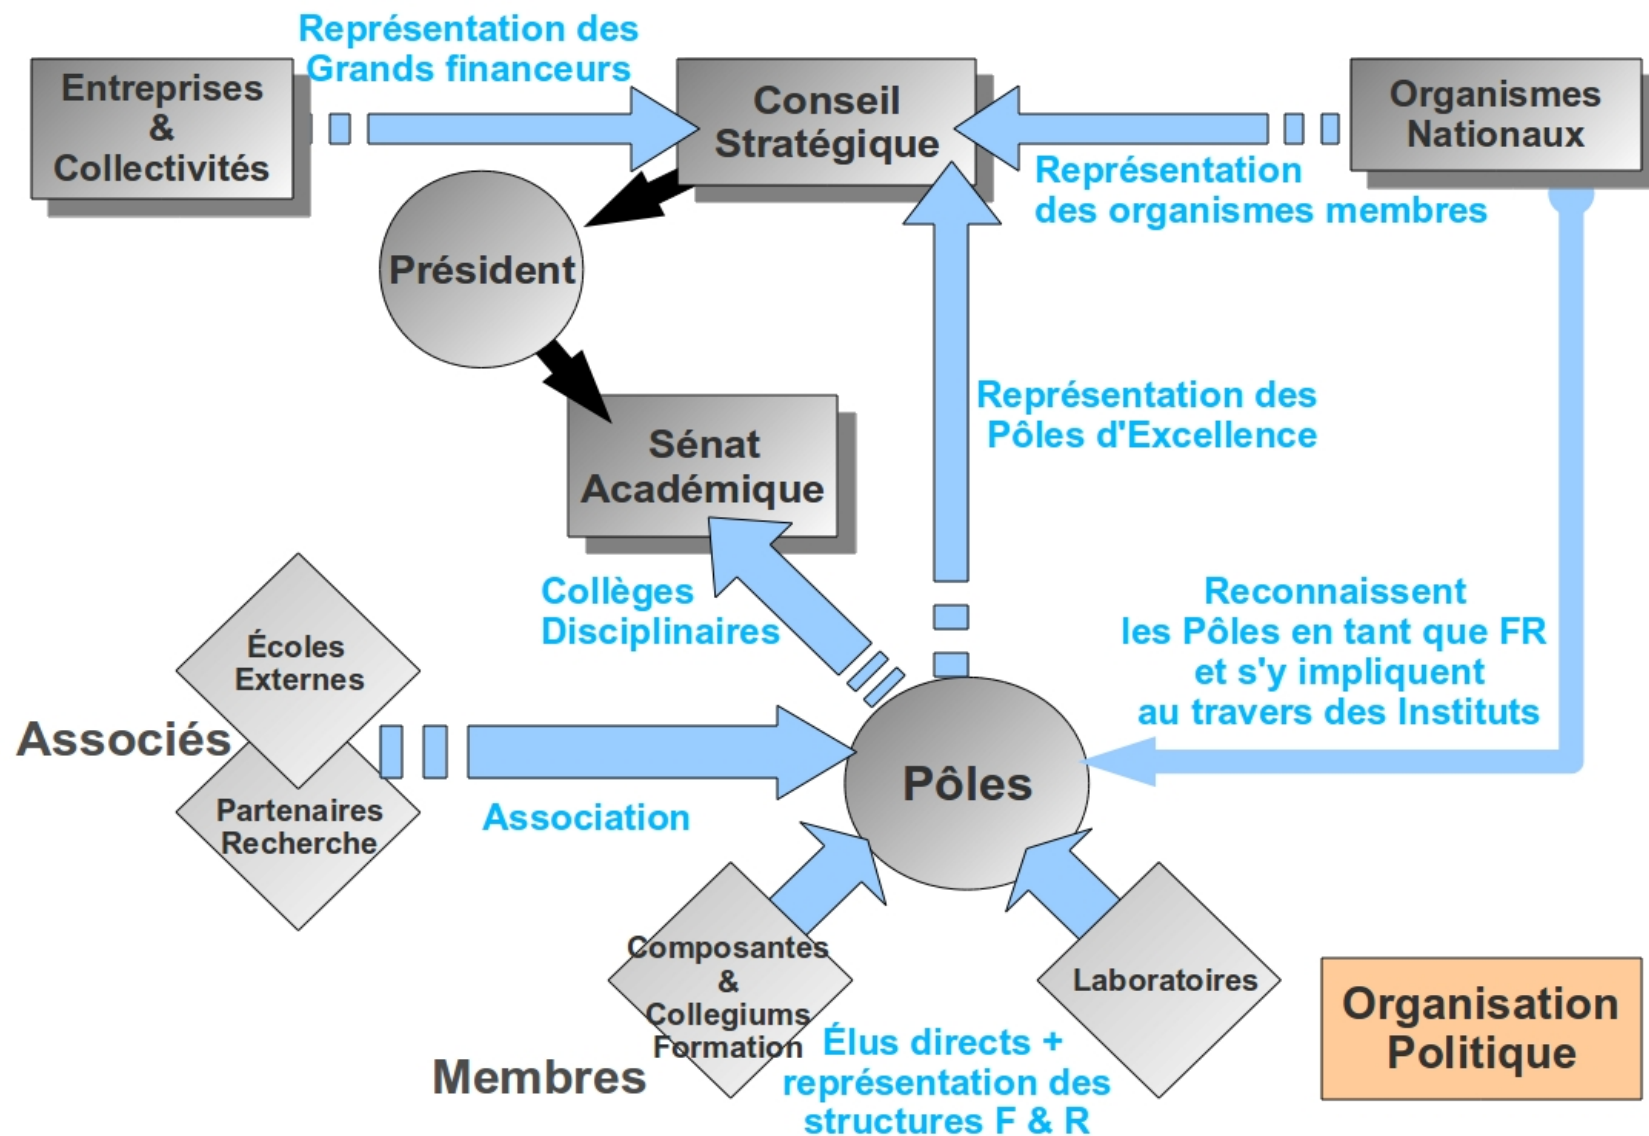 Représentation des
Grands financeurs
Entreprises
&
Collectivités
Conseil
Stratégique
Organismes
Nationaux
Représentation
des organismes membres
Président
Représentation des
Pôles d'Excellence
Sénat
Académique
Collèges
Disciplinaires
Reconnaissent
les Pôles en tant que FR
et s'y impliquent
au travers des Instituts
Écoles
Externes
Associés
Partenaires
Recherche
Association
Pôles
Composantes
&
Collegiums
Formation
Laboratoires
Membres
Élus directs +
représentation des
structures F & R
Organisation
Politique